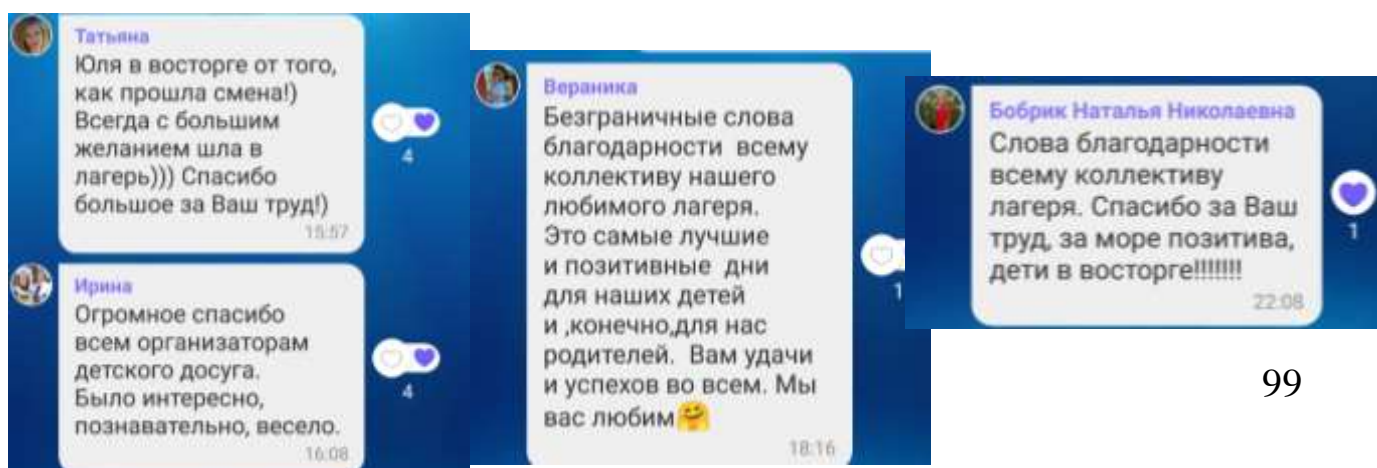 Татьяна
Юля в восторге от того,
как прошла смена!)
Всегда с большим
желанием шла в
лагерь))) Спасибо
большое за Ваш труд!)
15:57
4
Ирина
Огромное спасибо
всем организаторам
детского досуга.
Было интересно,
познавательно, весело.
16:08
4
Вераника
Безграничные слова
благодарности всему
коллективу нашего
любимого лагеря.
Это самые лучшие
и позитивные дни
для наших детей
и ,конечно,для нас
родителей. Вам удачи
и успехов во всем. Мы
вас любим🤗
18:16
1
Бобрик Наталья Николаевна
Слова благодарности
всему коллективу
лагеря. Спасибо за Ваш
труд, за море позитива,
дети в восторге!!!!!!!
22:08
1
99